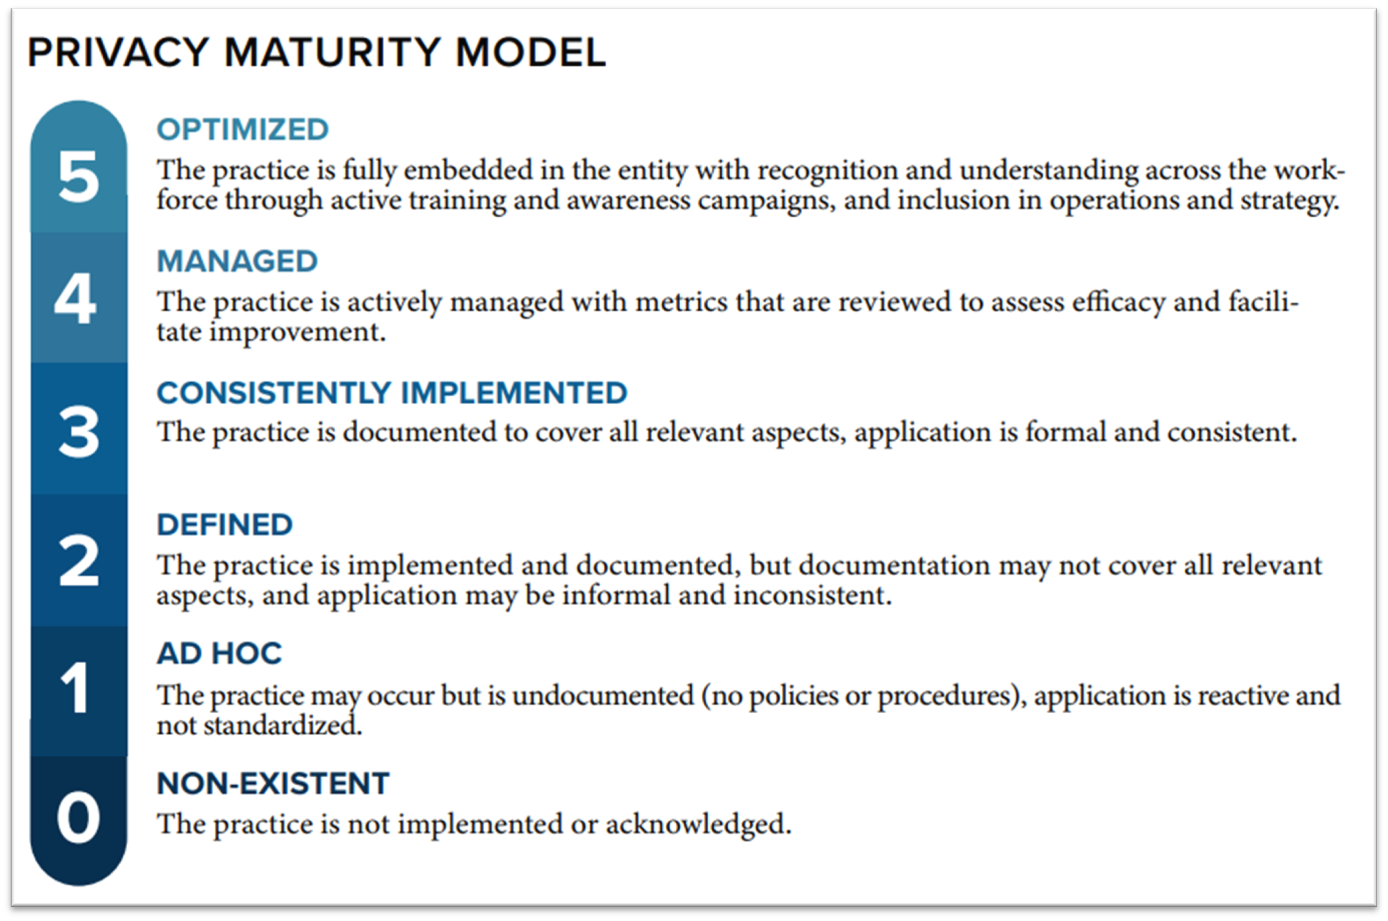 PRIVACY MATURITY MODEL
5
OPTIMIZED
The practice is fully embedded in the entity with recognition and understanding across the work-
force through active training and awareness campaigns, and inclusion in operations and strategy.
4
MANAGED
The practice is actively managed with metrics that are reviewed to assess efficacy and facili-
tate improvement.
3
CONSISTENTLY IMPLEMENTED
The practice is documented to cover all relevant aspects, application is formal and consistent.
2
DEFINED
The practice is implemented and documented, but documentation may not cover all relevant
aspects, and application may be informal and inconsistent.
1
AD HOC
The practice may occur but is undocumented (no policies or procedures), application is reactive and
not standardized.
0
NON-EXISTENT
The practice is not implemented or acknowledged.